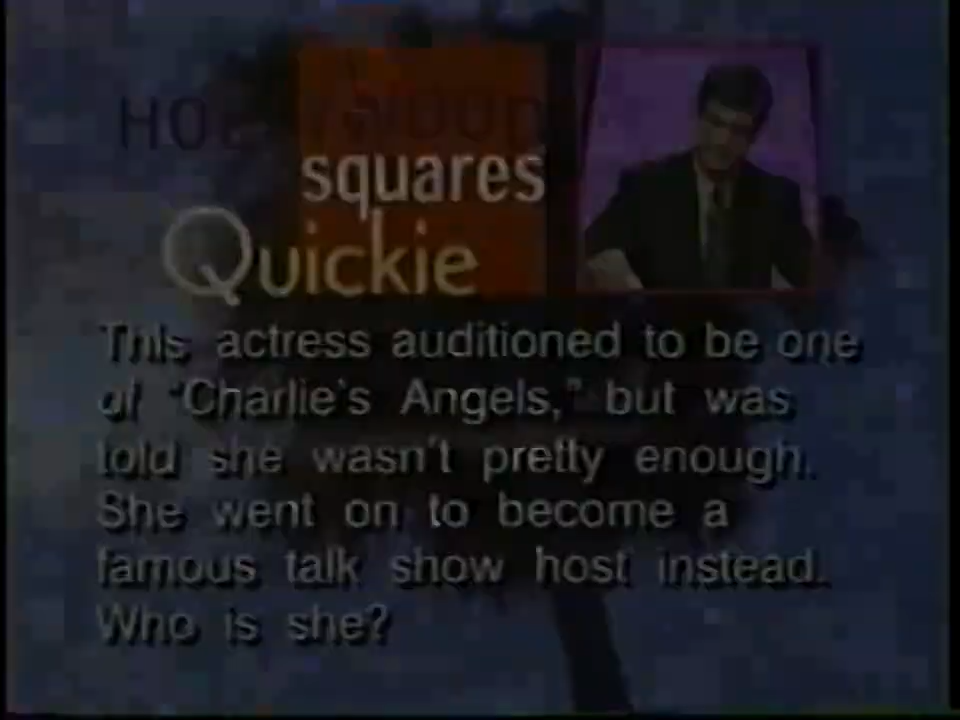 HOLLYWOOD
squares
Quickie
This actress auditioned to be one
of "Charlie's Angels," but was
told she wasn't pretty enough.
She went on to become a
famous talk show host instead.
Who is she?